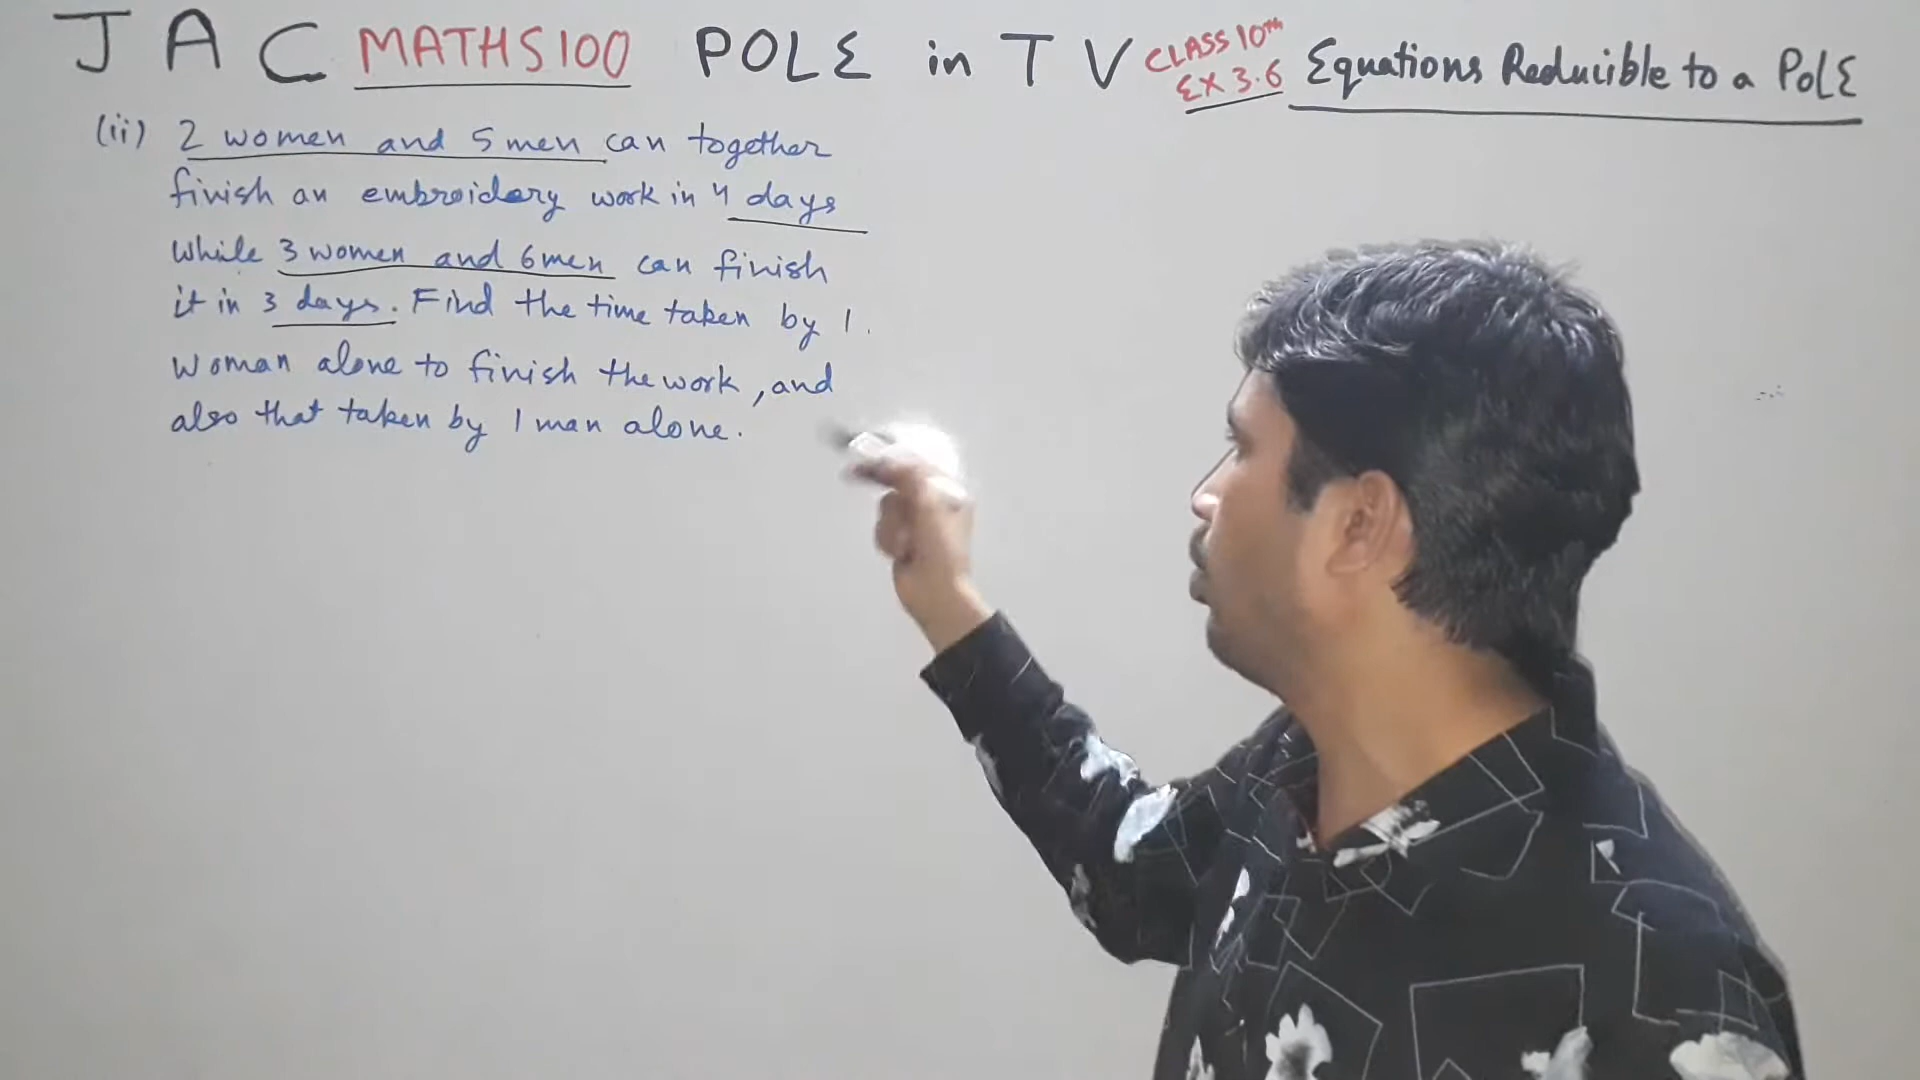 JAC MATHS100 POLE in TV CLASS 10th EX 3.6 Equations Reducible to a POLE
(ii) 2 women and 5 men can together
finish an embroidery work in 4 days
while 3 women and 6 men can finish
it in 3 days. Find the time taken by 1
woman alone to finish the work, and
also that taken by 1 man alone.